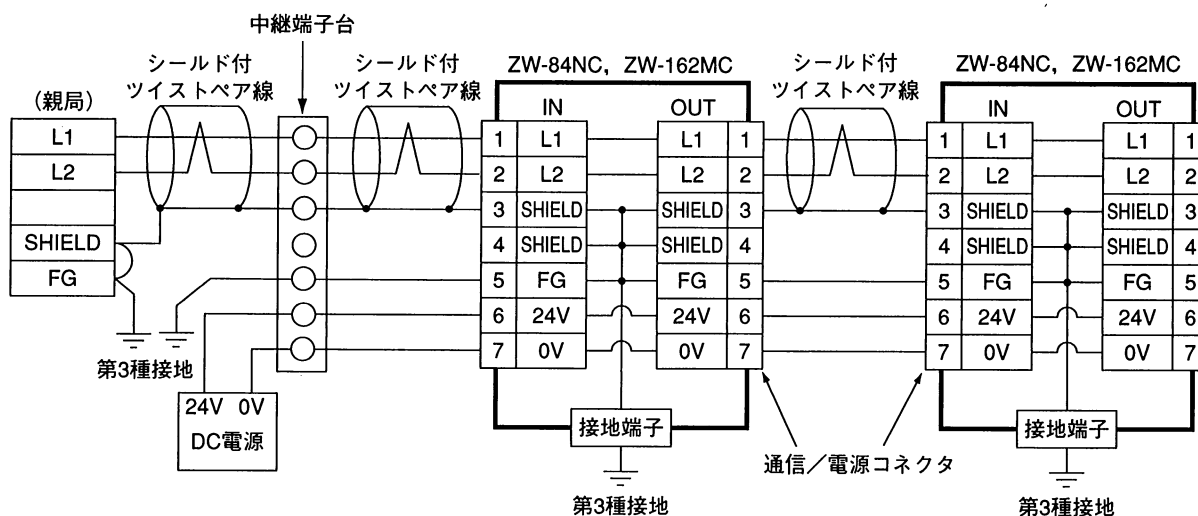 中継端子台
シールド付
ツイストペア線
シールド付
ツイストペア線
ZW-84NC, ZW-162MC
シールド付
ツイストペア線
ZW-84NC, ZW-162MC
(親局)
L1
L2
SHIELD
FG
IN
OUT
1 L1 L1 1
2 L2 L2 2
3 SHIELD SHIELD 3
4 SHIELD SHIELD 4
5 FG FG 5
6 24V 24V 6
7 0V 0V 7
IN
OUT
1 L1 L1 1
2 L2 L2 2
3 SHIELD SHIELD 3
4 SHIELD SHIELD 4
5 FG FG 5
6 24V 24V 6
7 0V 0V 7
第3種接地
24V 0V
DC電源
接地端子
第3種接地
通信/電源コネクタ
接地端子
第3種接地